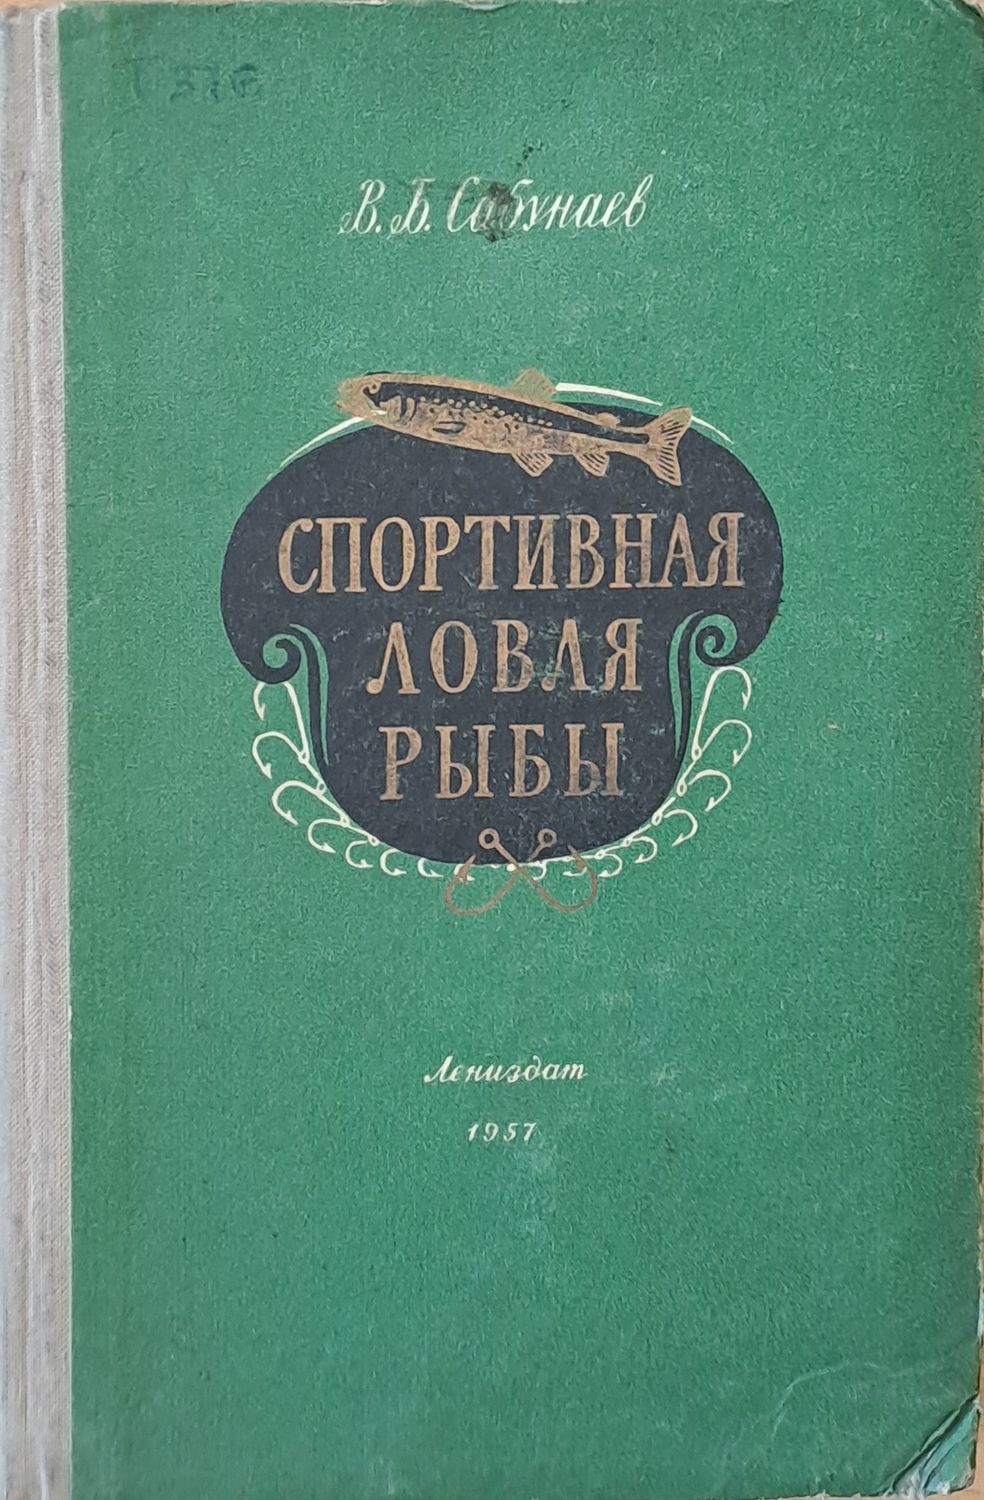 В. Б. Сабунаев
СПОРТИВНАЯ
ЛОВЛЯ
РЫБЫ
Лениздат
1957